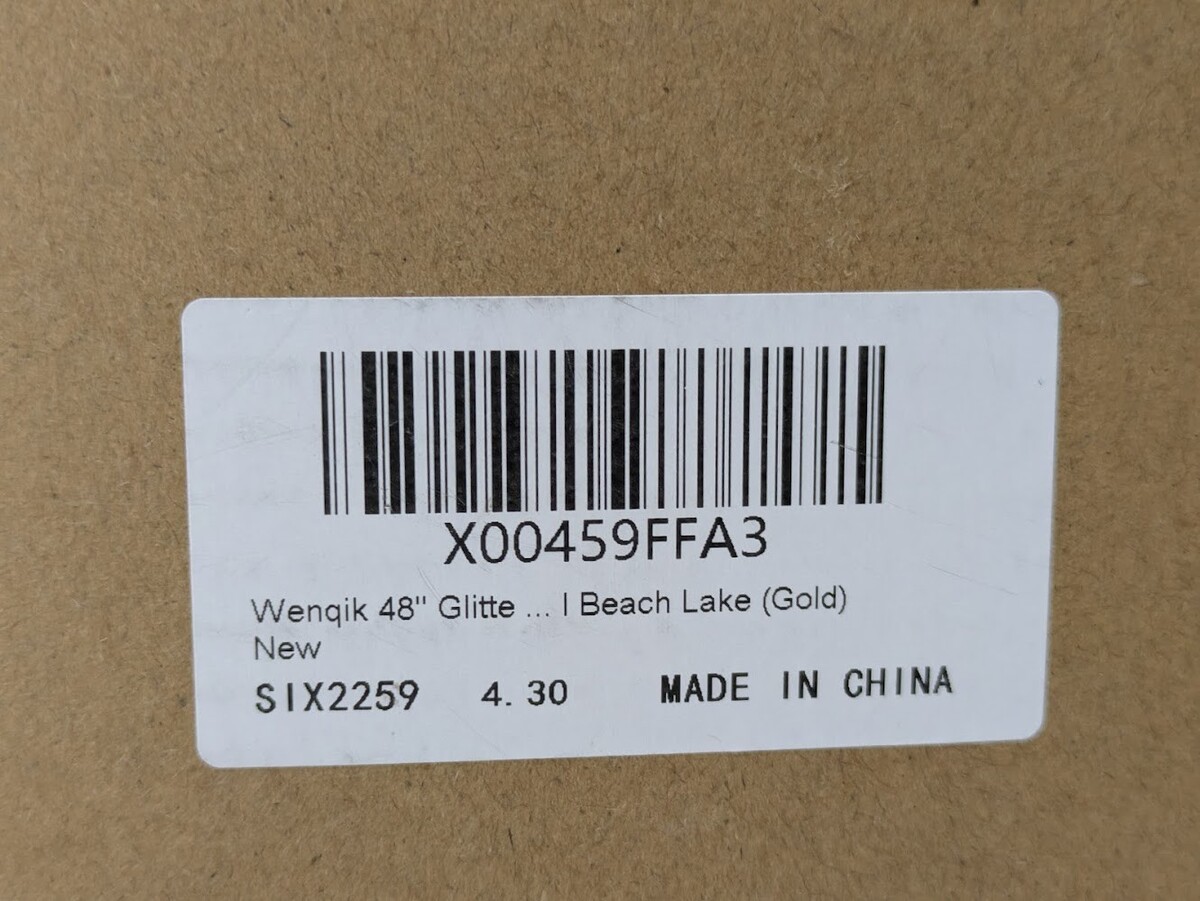 X00459FFA3
Wenqik 48" Glitte ... l Beach Lake (Gold)
New
SIX2259 4. 30 MADE IN CHINA